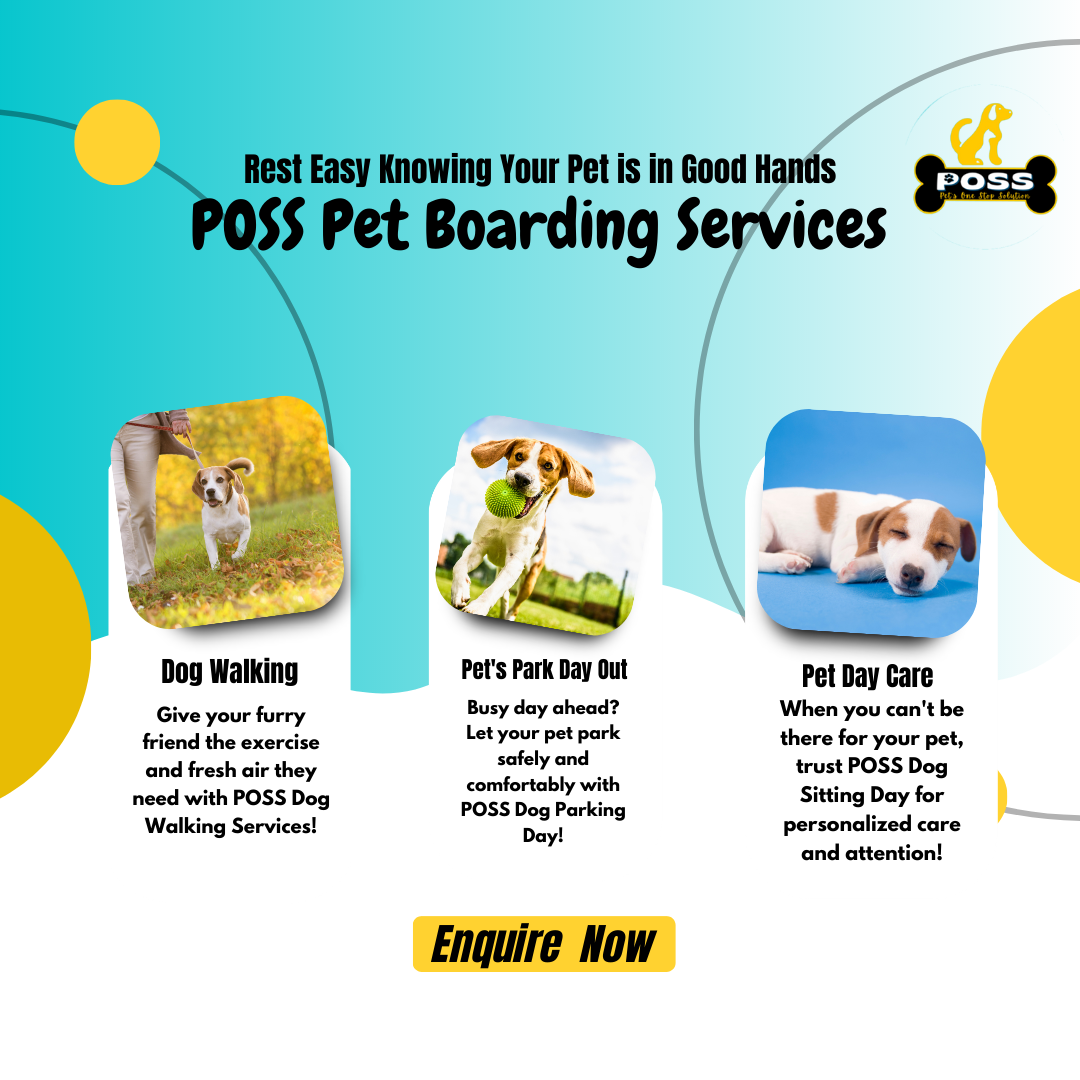 Rest Easy Knowing Your Pet is in Good Hands
POSS Pet Boarding Services
POSS
Pet's One Stop Solution
Dog Walking
Give your furry
friend the exercise
and fresh air they
need with POSS Dog
Walking Services!
Pet's Park Day Out
Busy day ahead?
Let your pet park
safely and
comfortably with
POSS Dog Parking
Day!
Pet Day Care
When you can't be
there for your pet,
trust POSS Dog
Sitting Day for
personalized care
and attention!
Enquire Now